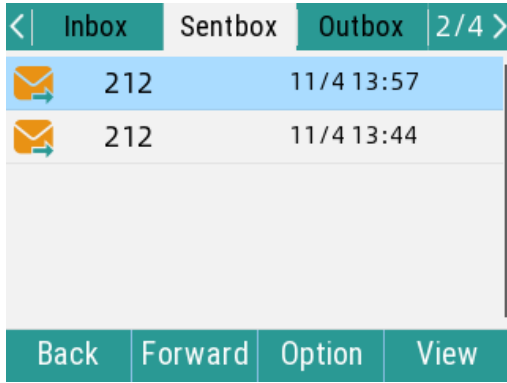 < Inbox Sentbox Outbox 2/4 >
212 11/4 13:57
212 11/4 13:44
Back Forward Option View